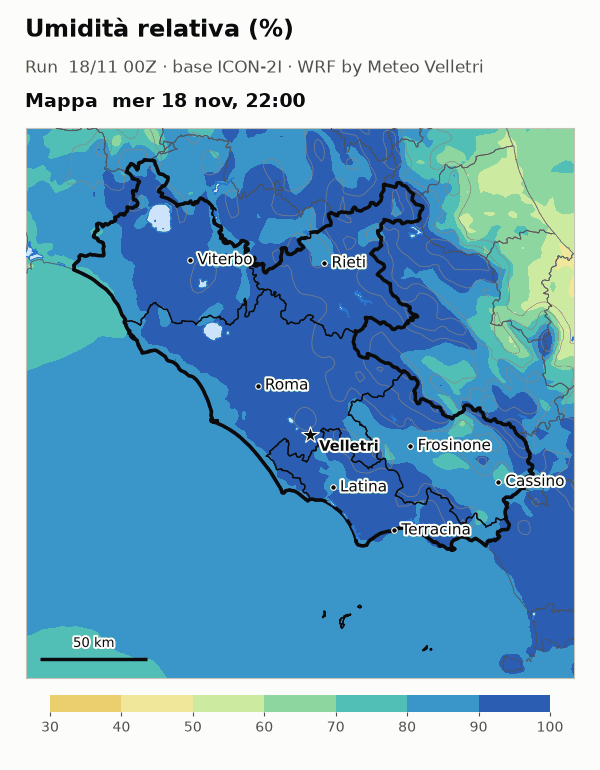 Umidità relativa (%)
Run  18/11 00Z · base ICON-2I · WRF by Meteo Velletri
Mappa  mer 18 nov, 22:00
Viterbo
Rieti
Roma
Velletri
Frosinone
Latina
Cassino
Terracina
50 km
30 40 50 60 70 80 90 100